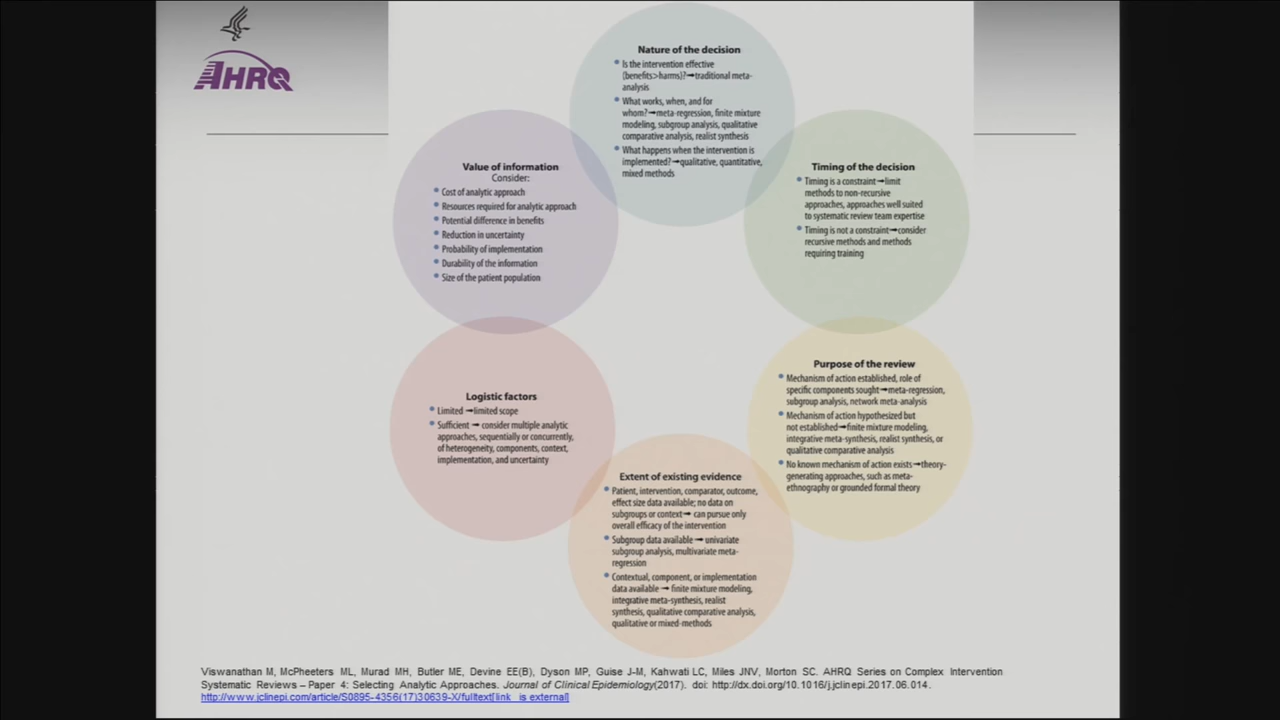 AHRQ
Nature of the decision
Is the intervention effective
(benefits>harms)?→traditional meta-
analysis
What works, when, and for
whom?→meta-regression, finite mixture
modeling, subgroup analysis, qualitative
comparative analysis, realist synthesis
What happens when the intervention is
implemented?→qualitative, quantitative,
mixed methods
Timing of the decision
Timing is a constraint→limit
methods to non-recursive
approaches, approaches well suited
to systematic review team expertise
Timing is not a constraint→consider
recursive methods and methods
requiring training
Purpose of the review
Mechanism of action established, role of
specific components sought→meta-regression,
subgroup analysis, network meta-analysis
Mechanism of action hypothesized but
not established→finite mixture modeling,
integrative meta-synthesis, realist synthesis, or
qualitative comparative analysis
No known mechanism of action exists→theory-
generating approaches, such as meta-
ethnography or grounded formal theory
Extent of existing evidence
Patient, intervention, comparator, outcome,
effect size data available; no data on
subgroups or context→ can pursue only
overall efficacy of the intervention
Subgroup data available → univariate
subgroup analysis, multivariate meta-
regression
Contextual, component, or implementation
data available → finite mixture modeling,
integrative meta-synthesis, realist
synthesis, qualitative comparative analysis,
qualitative or mixed-methods
Logistic factors
Limited →limited scope
Sufficient → consider multiple analytic
approaches, sequentially or concurrently,
of heterogeneity, components, context,
implementation, and uncertainty
Value of information
Consider:
Cost of analytic approach
Resources required for analytic approach
Potential difference in benefits
Reduction in uncertainty
Probability of implementation
Durability of the information
Size of the patient population
Viswanathan M, McPheeters ML, Murad MH, Butler ME, Devine EE(B), Dyson MP, Guise J-M, Kahwati LC, Miles JNV, Morton SC. AHRQ Series on Complex Intervention
Systematic Reviews – Paper 4: Selecting Analytic Approaches. Journal of Clinical Epidemiology(2017). doi: http://dx.doi.org/10.1016/j.jclinepi.2017.06.014.
http://www.jclinepi.com/article/S0895-4356(17)30639-X/fulltext[link is external]